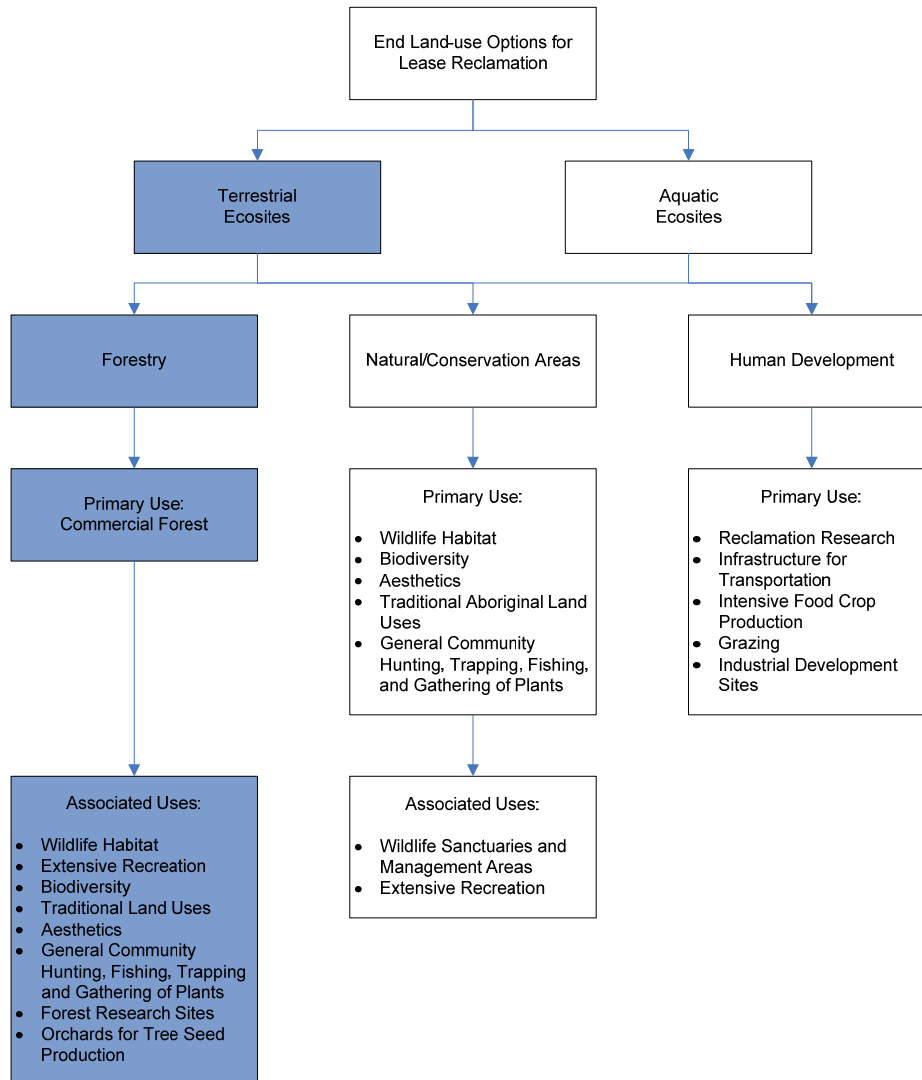 End Land-use Options for
Lease Reclamation
Terrestrial
Ecosites
Aquatic
Ecosites
Forestry
Natural/Conservation Areas
Human Development
Primary Use:
Commercial Forest
Primary Use:
• Wildlife Habitat
• Biodiversity
• Aesthetics
• Traditional Aboriginal Land
Uses
• General Community
Hunting, Trapping, Fishing,
and Gathering of Plants
Primary Use:
• Reclamation Research
• Infrastructure for
Transportation
• Intensive Food Crop
Production
• Grazing
• Industrial Development
Sites
Associated Uses:
• Wildlife Habitat
• Extensive Recreation
• Biodiversity
• Traditional Land Uses
• Aesthetics
• General Community
Hunting, Fishing, Trapping
and Gathering of Plants
• Forest Research Sites
• Orchards for Tree Seed
Production
Associated Uses:
• Wildlife Sanctuaries and
Management Areas
• Extensive Recreation